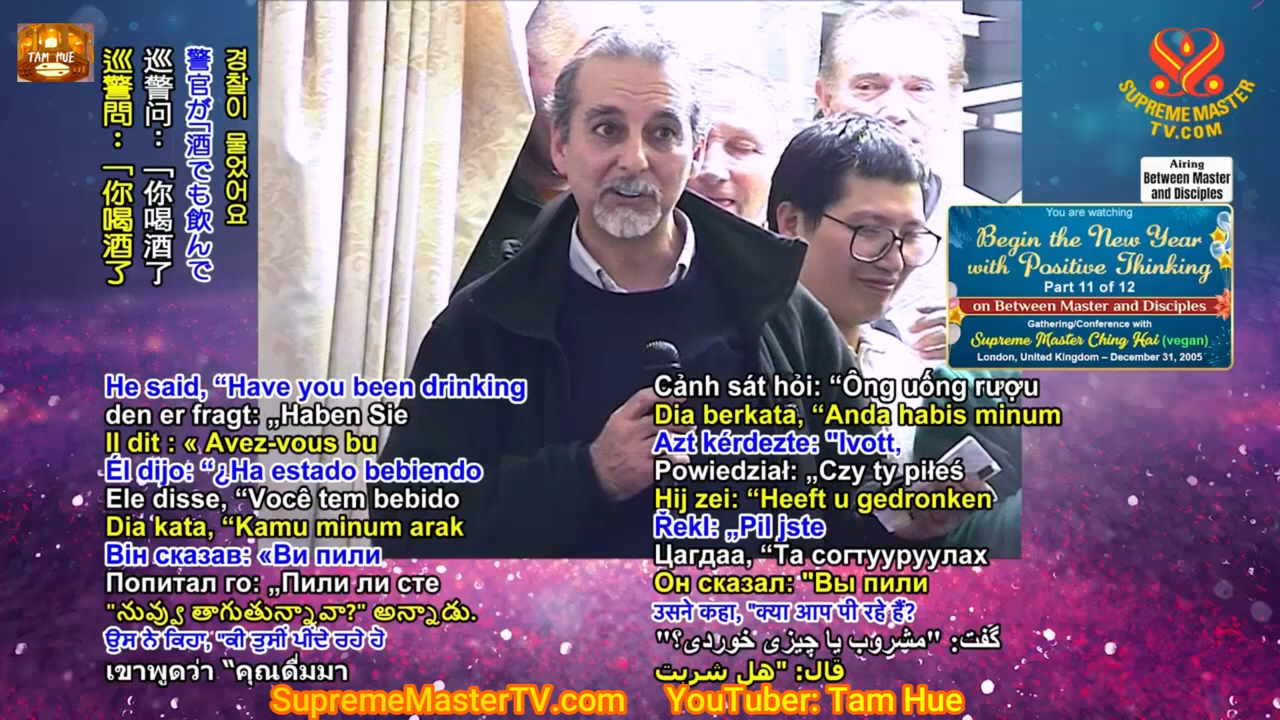 TAM HUE
경찰이 물었어요
警官が「酒でも飲んで
巡警问：「你喝酒了
巡警問：「你喝酒了
SUPREME MASTER
TV.COM
Airing
Between Master
and Disciples
You are watching
Begin the New Year
with Positive Thinking
Part 11 of 12
on Between Master and Disciples
Gathering/Conference with
Supreme Master Ching Hai (vegan)
London, United Kingdom – December 31, 2005
He said, “Have you been drinking
den er fragt: „Haben Sie
Il dit : « Avez-vous bu
Él dijo: “¿Ha estado bebiendo
Ele disse, “Você tem bebido
Dia kata, “Kamu minum arak
Він сказав: «Ви пили
Попитал го: „Пили ли сте
"నువ్వు తాగుతున్నావా?" అన్నాడు.
ਉਸ ਨੇ ਕਿਹਾ, "ਕੀ ਤੁਸੀਂ ਪੀਂਦੇ ਰਹੇ ਹੋ
เขาพูดว่า “คุณดื่มมา
Cảnh sát hỏi: “Ông uống rượu
Dia berkata, “Anda habis minum
Azt kérdezte: "Ivott,
Powiedział: „Czy ty piłeś
Hij zei: “Heeft u gedronken
Řekl: „Pil jste
Цагдаа, “Та согтууруулах
Он сказал: "Вы пили
उसने कहा, "क्या आप पी रहे हैं?
گفت: "مشروب یا چیزی خوردی؟"
قال: "هل شربت
SupremeMasterTV.com
YouTuber: Tam Hue